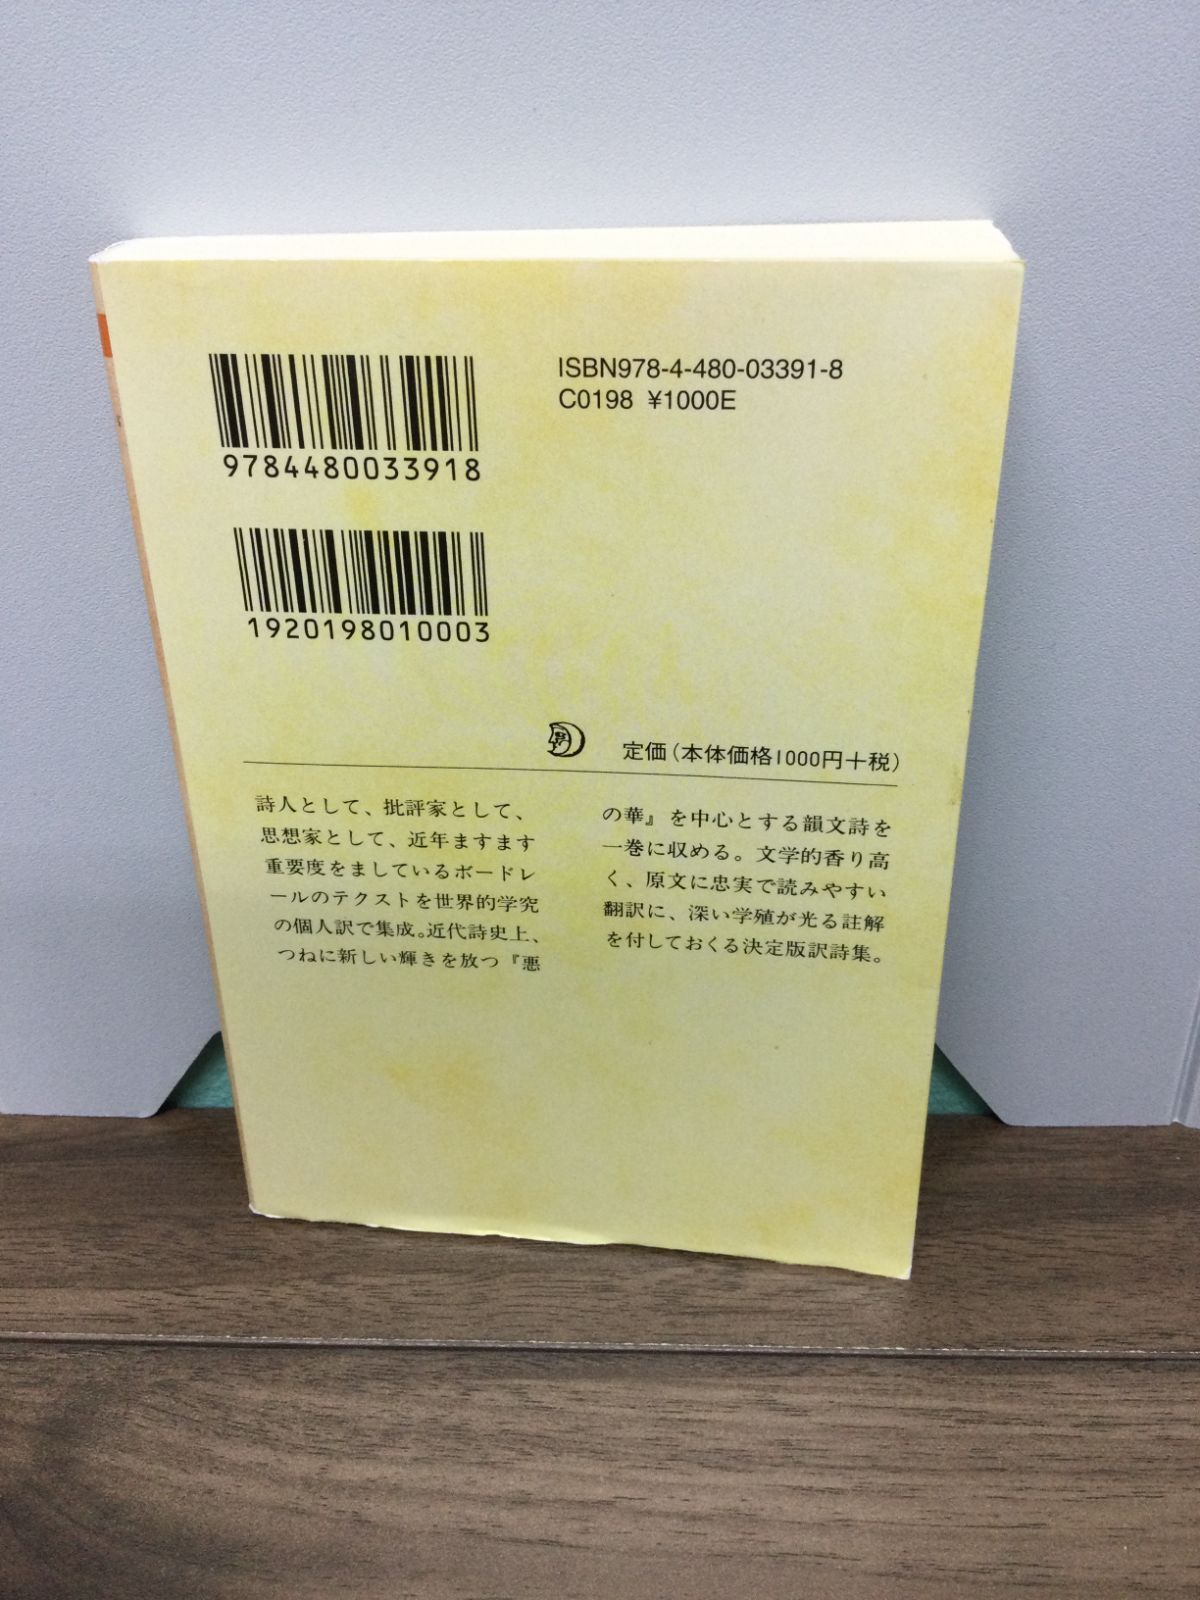 ISBN978-4-480-03391-8
C0198 ¥1000E
9784480033918
1920198010003
定価(本体価格1000円+税)
詩人として、批評家として、
思想家として、近年ますます
重要度をましているボードレ
ールのテクストを世界的学究
の個人訳で集成。近代詩史上、
つねに新しい輝きを放つ『悪
の華』を中心とする韻文詩を
一巻に収める。文学的香り高
く、原文に忠実で読みやすい
翻訳に、深い学殖が光る註解
を付しておくる決定版訳詩集。